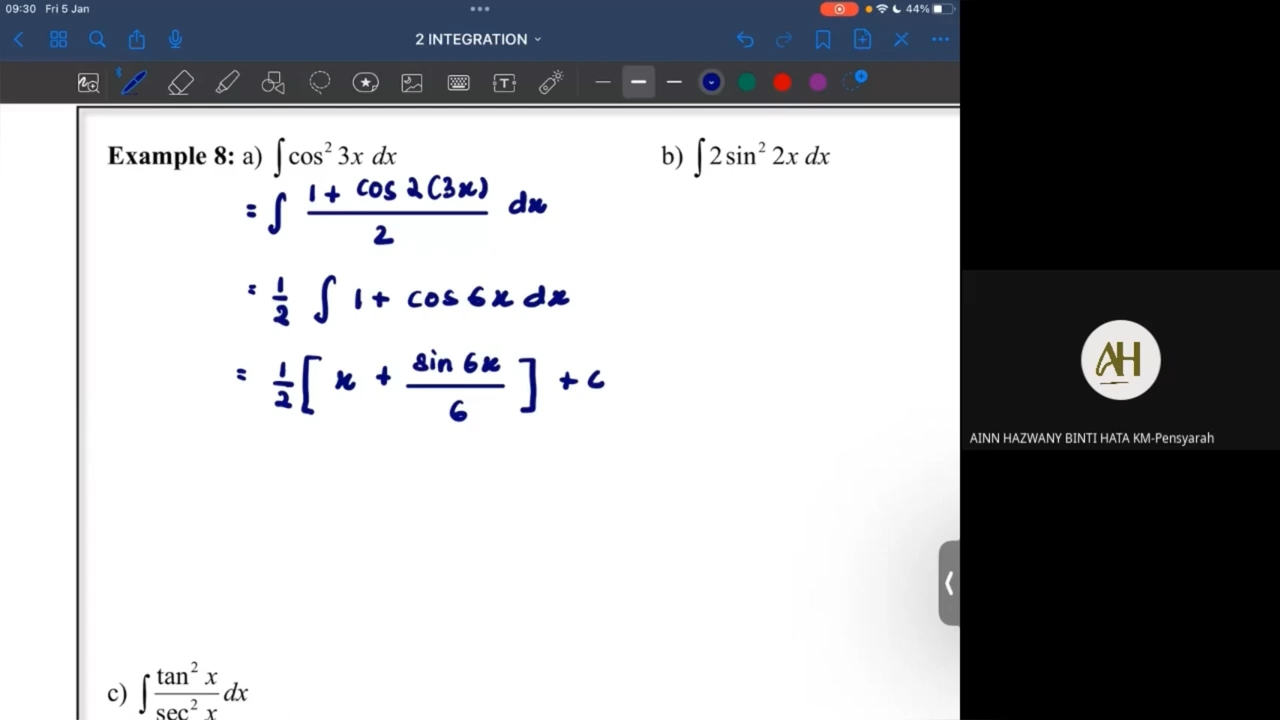 09:30 Fri 5 Jan
44%
2 INTEGRATION
Example 8: a) ∫ cos² 3x dx
b) ∫ 2 sin² 2x dx
= ∫ (1 + cos 2(3x))/2 dx
= 1/2 ∫ 1 + cos 6x dx
= 1/2 [ x + (sin 6x)/6 ] + c
c) ∫ (tan² x)/(sec² x) dx
AH
AINN HAZWANY BINTI HATA KM-Pensyarah